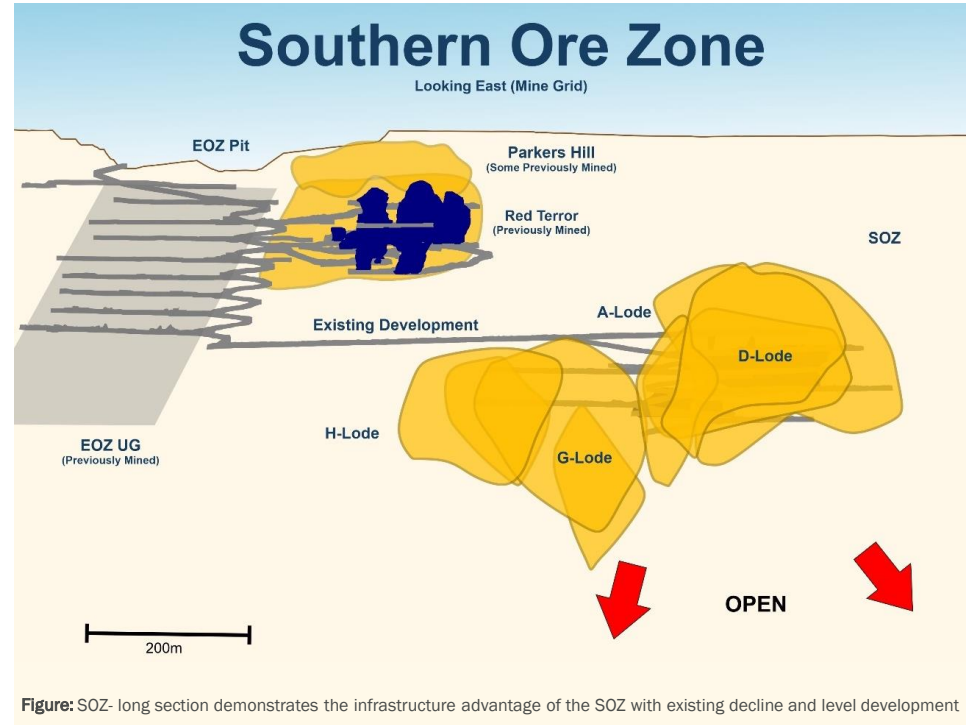 Southern Ore Zone
Looking East (Mine Grid)
EOZ Pit
Parkers Hill
(Some Previously Mined)
Red Terror
(Previously Mined)
SOZ
A-Lode
Existing Development
D-Lode
H-Lode
G-Lode
EOZ UG
(Previously Mined)
OPEN
200m
Figure: SOZ- long section demonstrates the infrastructure advantage of the SOZ with existing decline and level development